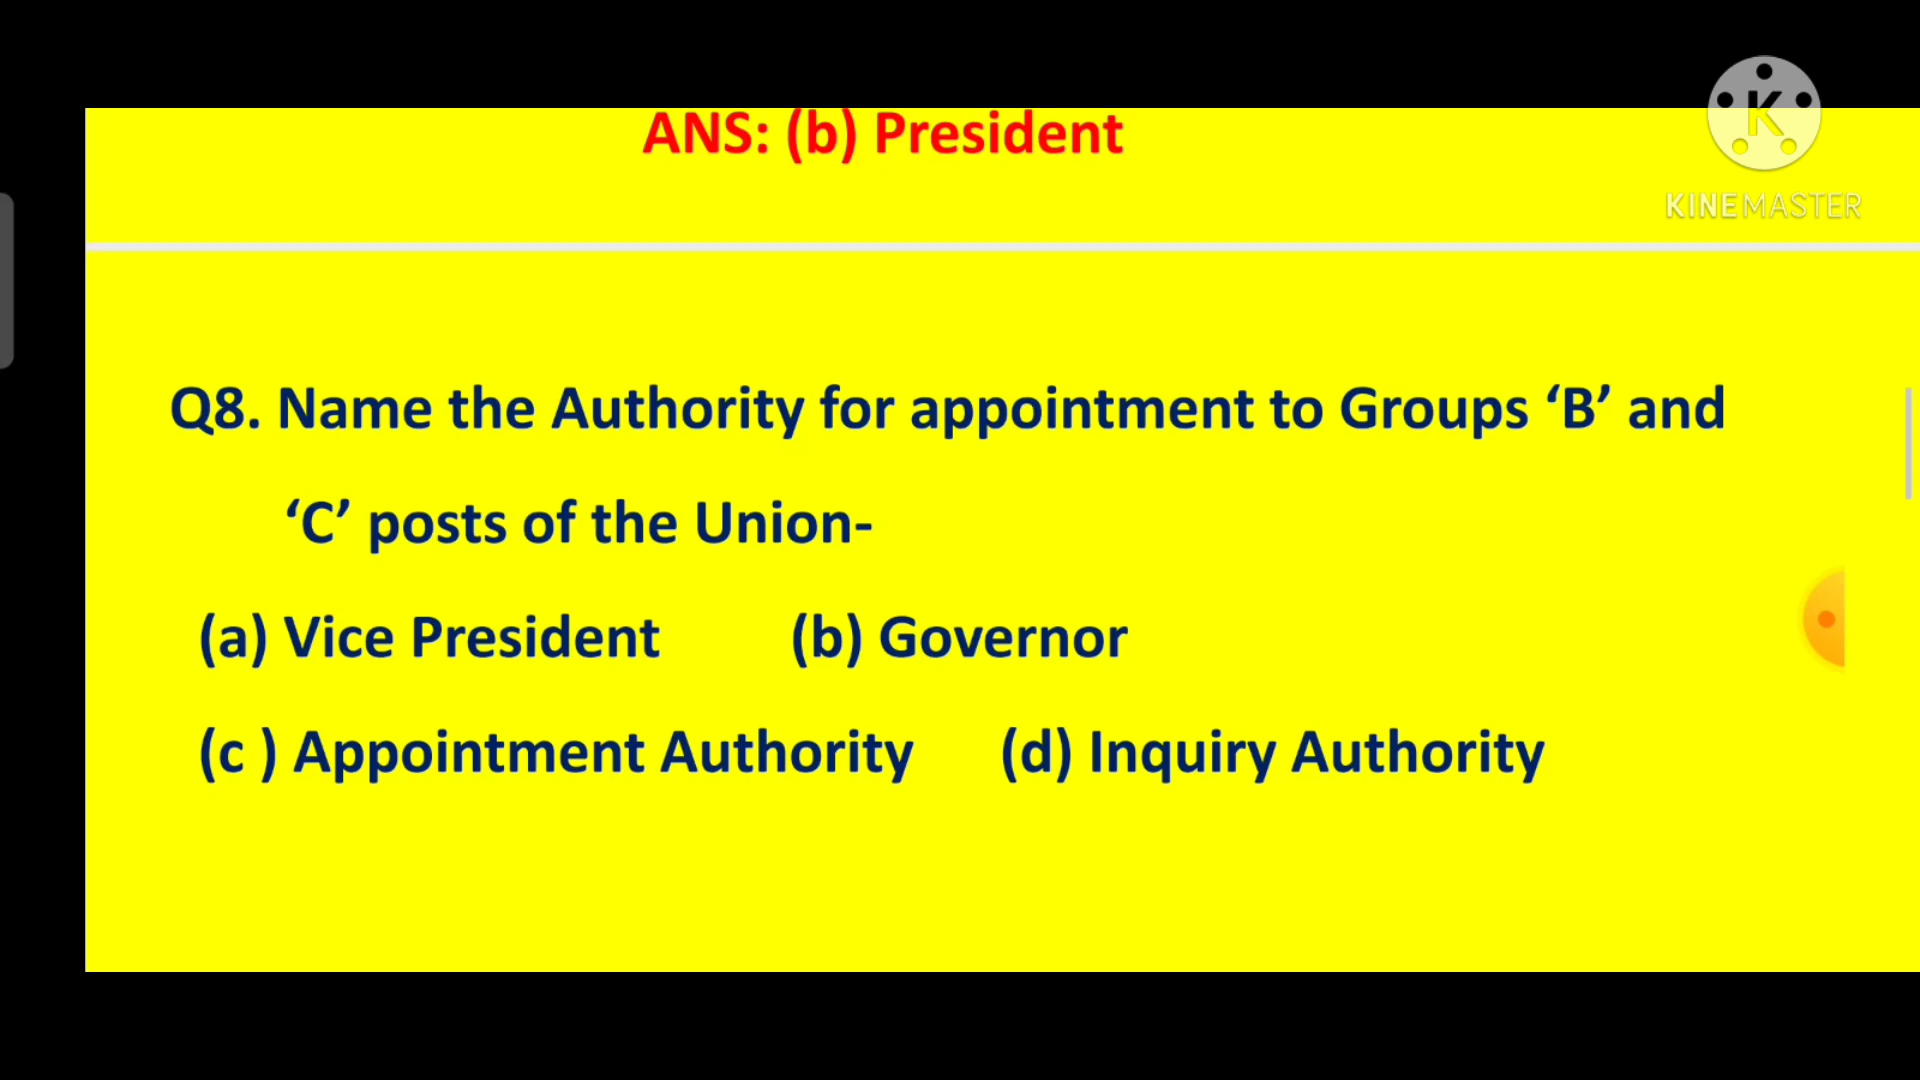 ANS: (b) President
K
KINEMASTER
Q8. Name the Authority for appointment to Groups ‘B’ and
‘C’ posts of the Union-
(a) Vice President (b) Governor
(c ) Appointment Authority (d) Inquiry Authority